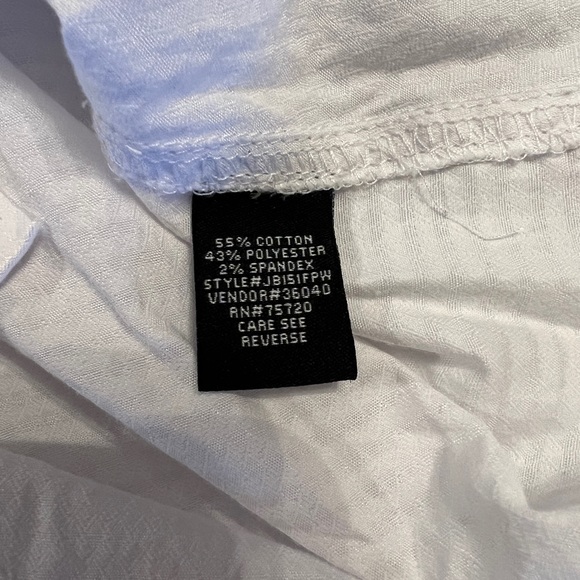 55% COTTON
43% POLYESTER
2% SPANDEX
STYLE#JB151FPW
VENDOR#36040
RN#75720
CARE SEE
REVERSE